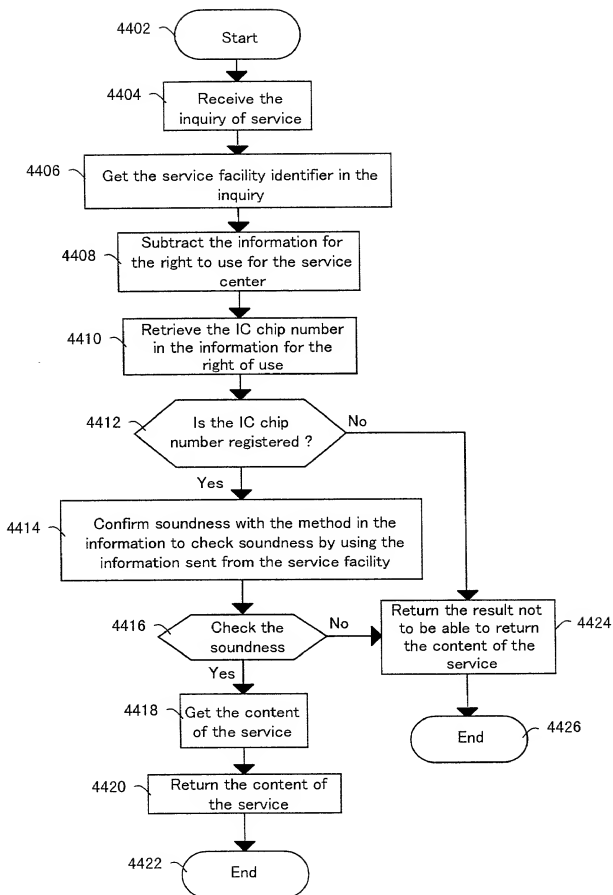 4402
Start
4404
Receive the
inquiry of service
4406
Get the service facility identifier in the
inquiry
4408
Subtract the information for
the right to use for the service
center
4410
Retrieve the IC chip number
in the information for the
right of use
4412
Is the IC chip
number registered ?
No
Yes
4414
Confirm soundness with the method in the
information to check soundness by using the
information sent from the service facility
4416
Check the
soundness
No
Yes
Return the result not
to be able to return
the content of the
service
4424
4418
Get the content
of the service
End
4426
4420
Return the content of
the service
4422
End